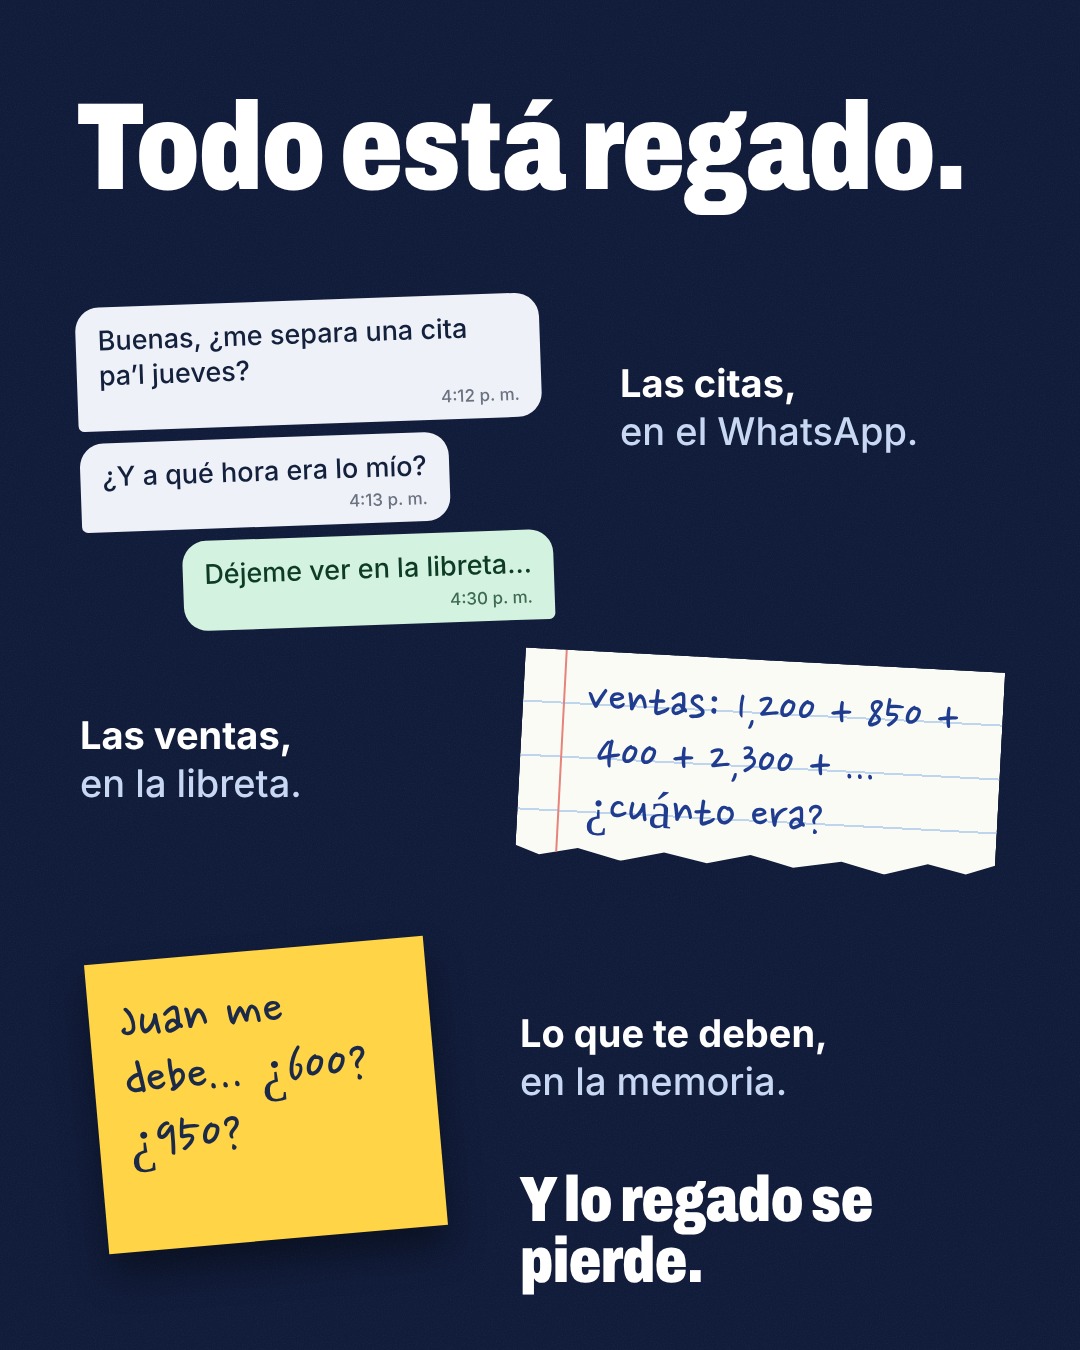 Todo está regado.
Buenas, ¿me separa una cita
pa’l jueves?
4:12 p. m.
¿Y a qué hora era lo mío?
4:13 p. m.
Déjeme ver en la libreta...
4:30 p. m.
Las citas,
en el WhatsApp.
Las ventas,
en la libreta.
ventas: 1,200 + 850 +
400 + 2,300 + ...
¿cuánto era?
Juan me
debe... ¿600?
¿950?
Lo que te deben,
en la memoria.
Y lo regado se
pierde.